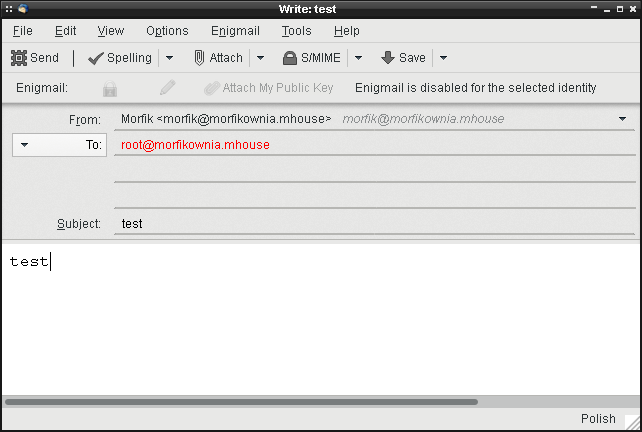 Write: test
File Edit View Options Enigmail Tools Help
Send Spelling Attach S/MIME Save
Enigmail: Attach My Public Key Enigmail is disabled for the selected identity
From: Morfik <morfik@morfikownia.mhouse> morfik@morfikownia.mhouse
To: root@morfikownia.mhouse
Subject: test
test
Polish